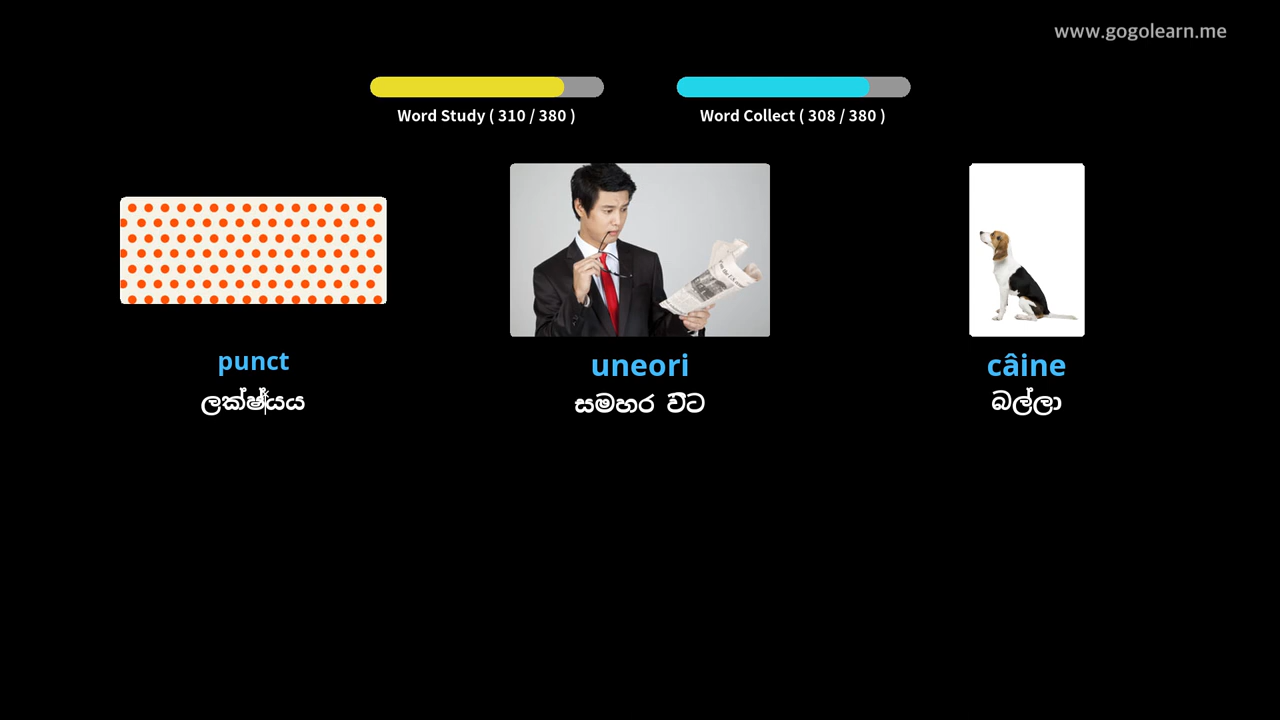 www.gogolearn.me
Word Study ( 310 / 380 )
Word Collect ( 308 / 380 )
punct
ලක්ෂ්‍යය
uneori
සමහර විට
câine
බල්ලා